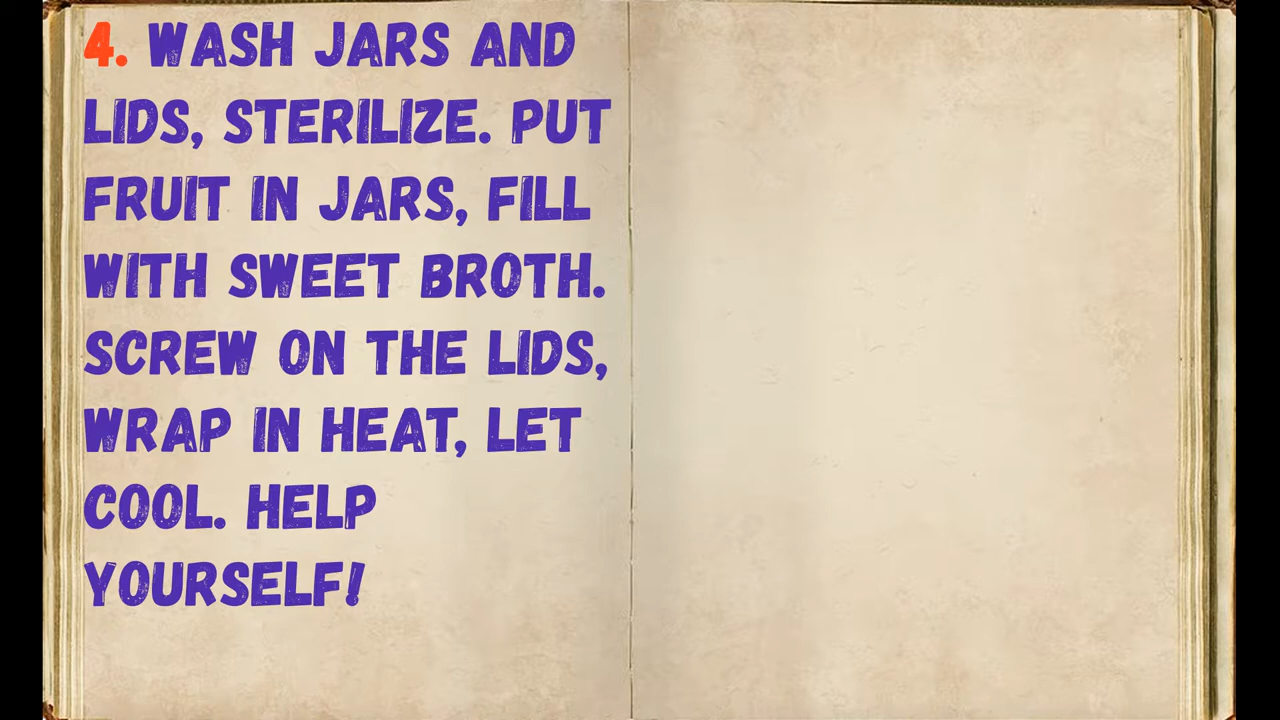 4. WASH JARS AND
LIDS, STERILIZE. PUT
FRUIT IN JARS, FILL
WITH SWEET BROTH.
SCREW ON THE LIDS,
WRAP IN HEAT, LET
COOL. HELP
YOURSELF!